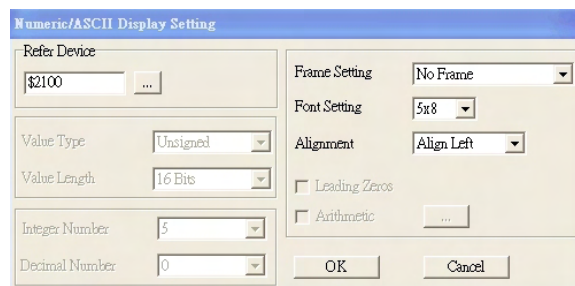 Numeric/ASCII Display Setting
Refer Device
$2100
...
Value Type
Unsigned
Value Length
16 Bits
Integer Number
5
Decimal Number
0
Frame Setting
No Frame
Font Setting
5x8
Alignment
Align Left
Leading Zeros
Arithmetic
...
OK
Cancel